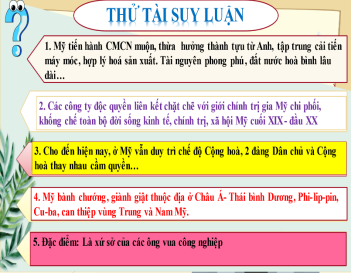 THỬ TÀI SUY LUẬN
1. Mỹ tiến hành CMCN muộn, thừa hưởng thành tựu từ Anh, tập trung cải tiến
máy móc, hợp lý hoá sản xuất. Tài nguyên phong phú, đất nước hoà bình lâu
dài…
2. Các công ty độc quyền liên kết chặt chẽ với giới chính trị gia Mỹ chi phối,
khống chế toàn bộ đời sống kinh tế, chính trị, xã hội Mỹ cuối XIX- đầu XX
3. Cho đến hiện nay, ở Mỹ vẫn duy trì chế độ Cộng hoà, 2 đảng Dân chủ và Cộng
hoà thay nhau cầm quyền…
4. Mỹ bành chướng, giành giật thuộc địa ở Châu Á- Thái bình Dương, Phi-lip-pin,
Cu-ba, can thiệp vùng Trung và Nam Mỹ.
5. Đặc điểm: Là xứ sở của các ông vua công nghiệp